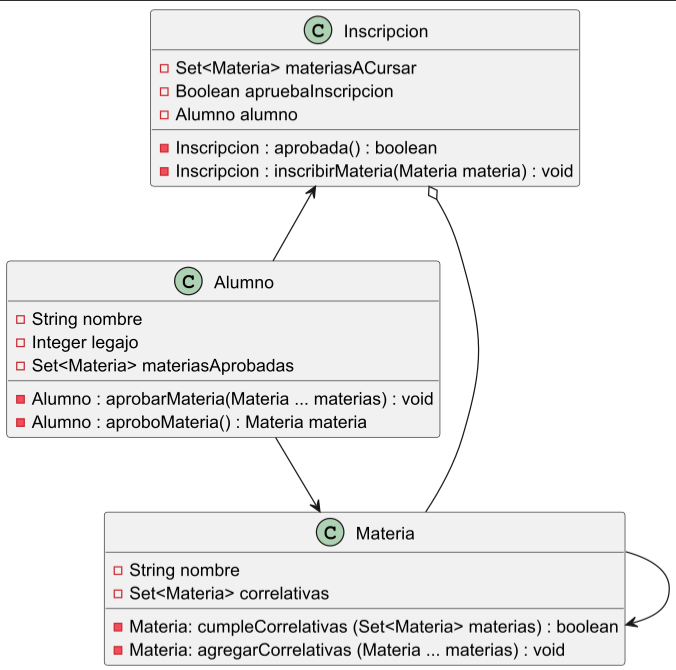 C Inscripcion
Set<Materia> materiasACursar
Boolean apruebaInscripcion
Alumno alumno
Inscripcion : aprobada() : boolean
Inscripcion : inscribirMateria(Materia materia) : void
C Alumno
String nombre
Integer legajo
Set<Materia> materiasAprobadas
Alumno : aprobarMateria(Materia ... materias) : void
Alumno : aproboMateria() : Materia materia
C Materia
String nombre
Set<Materia> correlativas
Materia: cumpleCorrelativas (Set<Materia> materias) : boolean
Materia: agregarCorrelativas (Materia ... materias) : void